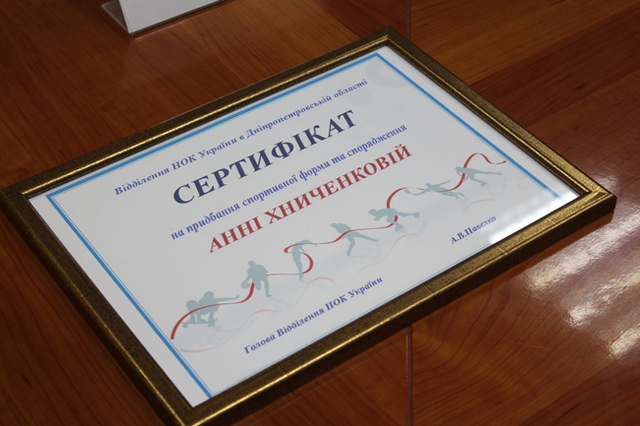 Відділення НОК України в Дніпропетровській області
СЕРТИФІКАТ
на придбання спортивної форми та спорядження
АННІ ХНИЧЕНКОВІЙ
Голова Відділення НОК України
А.В.Павелко